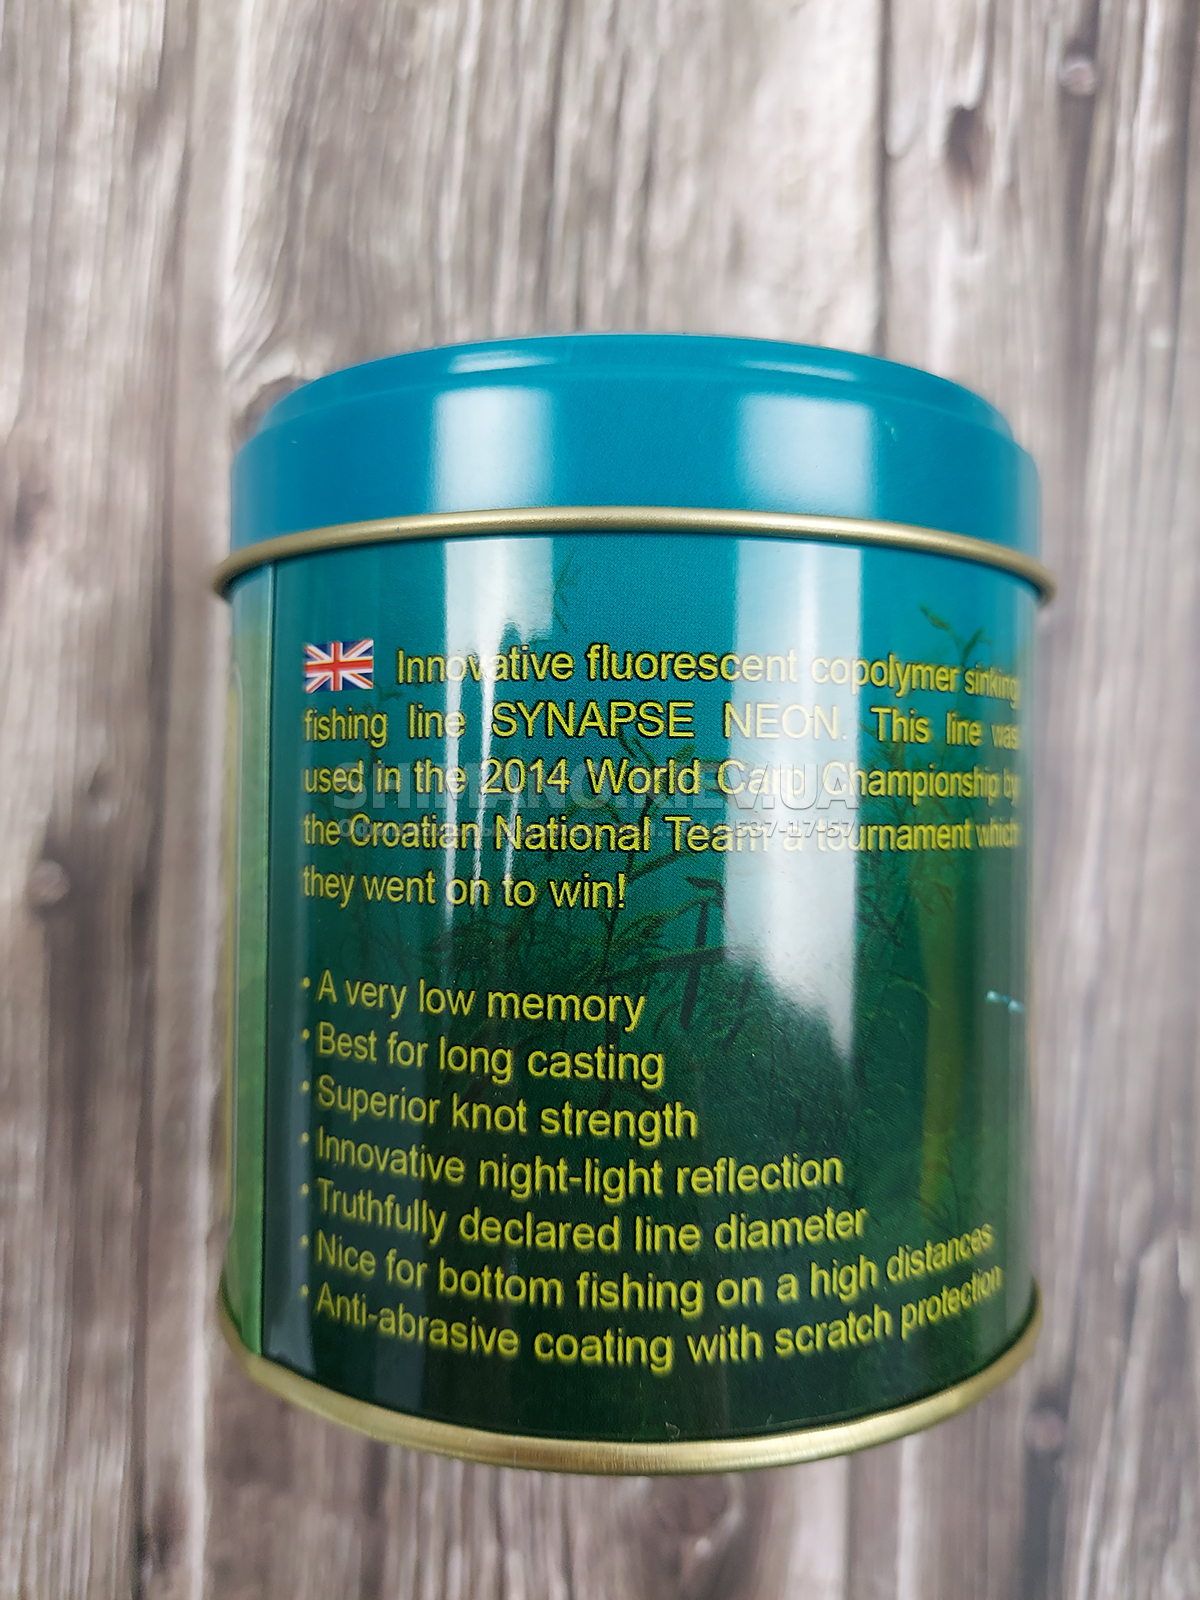 Innovative fluorescent copolymer sinking
fishing line SYNAPSE NEON. This line was
used in the 2014 World Carp Championship by
the Croatian National Team a tournament which
they went on to win!
• A very low memory
• Best for long casting
• Superior knot strength
• Innovative night-light reflection
• Truthfully declared line diameter
• Nice for bottom fishing on a high distances
• Anti-abrasive coating with scratch protection
SHIMANO.KIEV.UA